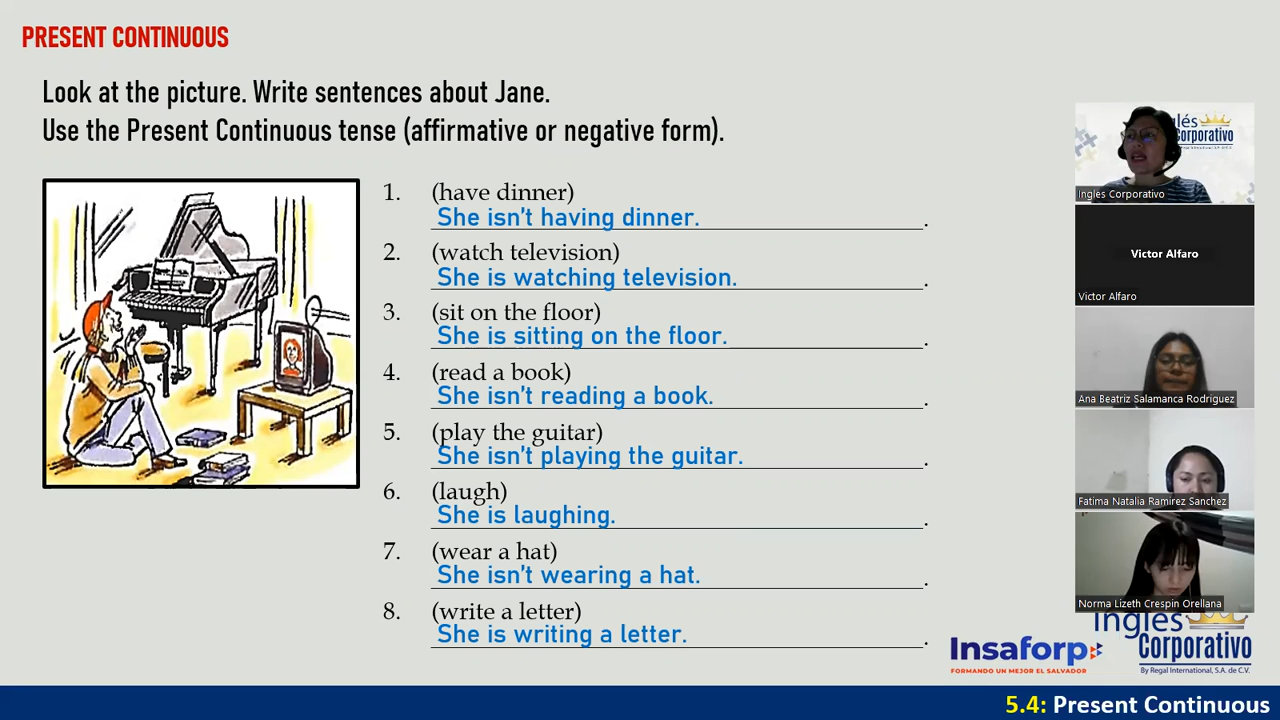 PRESENT CONTINUOUS
Look at the picture. Write sentences about Jane.
Use the Present Continuous tense (affirmative or negative form).
1. (have dinner)
She isn't having dinner.
2. (watch television)
She is watching television.
3. (sit on the floor)
She is sitting on the floor.
4. (read a book)
She isn't reading a book.
5. (play the guitar)
She isn't playing the guitar.
6. (laugh)
She is laughing.
7. (wear a hat)
She isn't wearing a hat.
8. (write a letter)
She is writing a letter.
glés
Corporativo
Ingles Corporativo
Victor Alfaro
Victor Alfaro
Ana Beatriz Salamanca Rodriguez
Fatima Natalia Ramirez Sanchez
Norma Lizeth Crespin Orellana
Insaforp
FORMANDO UN MEJOR EL SALVADOR
Inglés
Corporativo
By Regal International, S.A. de C.V.
5.4: Present Continuous